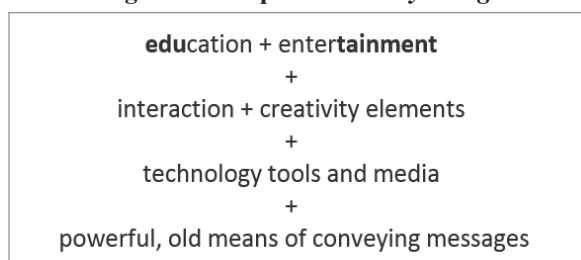 education + entertainment
+
interaction + creativity elements
+
technology tools and media
+
powerful, old means of conveying messages